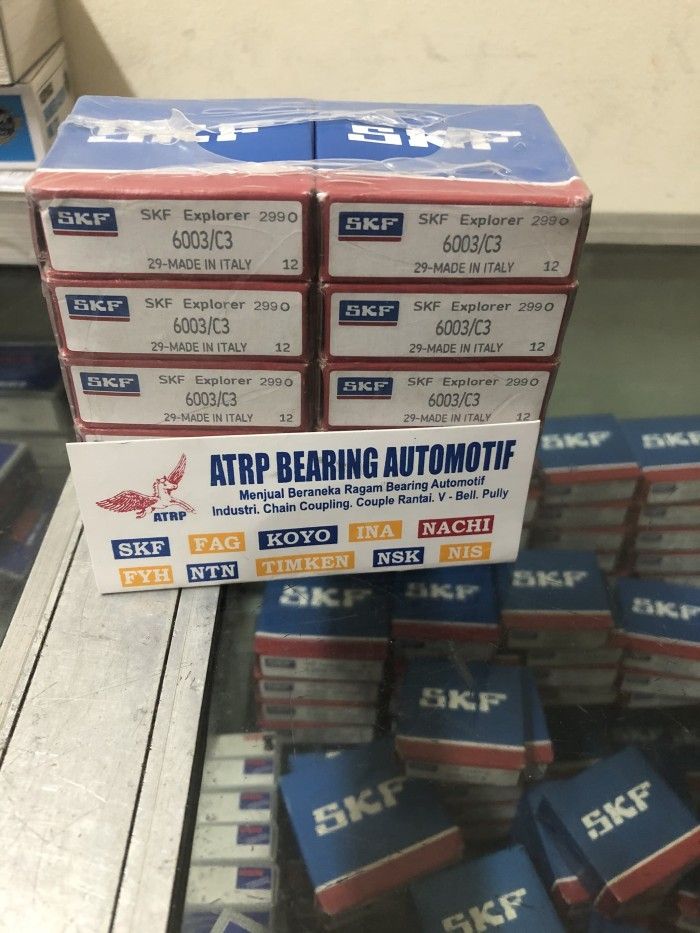 SKF
SKF
SKF SKF Explorer 2990
6003/C3
29-MADE IN ITALY 12
SKF SKF Explorer 2990
6003/C3
29-MADE IN ITALY 12
SKF SKF Explorer 2990
6003/C3
29-MADE IN ITALY 12
SKF SKF Explorer 2990
6003/C3
29-MADE IN ITALY 12
SKF SKF Explorer 2990
6003/C3
29-MADE IN ITALY 12
SKF SKF Explorer 2990
6003/C3
29-MADE IN ITALY 12
ATRP BEARING AUTOMOTIF
Menjual Beraneka Ragam Bearing Automotif
Industri. Chain Coupling. Couple Rantai. V - Bell. Pully
ATRP
SKF FAG KOYO INA NACHI
FYH NTN TIMKEN NSK NIS
SKF
SKF
SKF
SKF
SKF
SKF
SKF
SKF
SKF
SKF